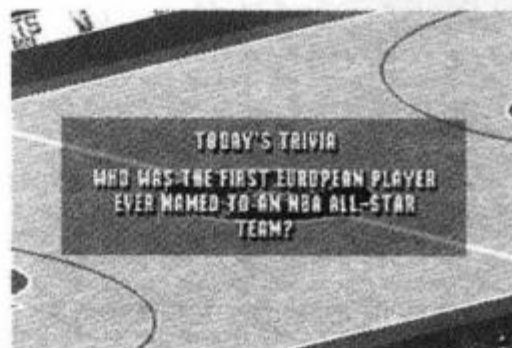 TODAY'S TRIVIA
WHO WAS THE FIRST EUROPEAN PLAYER
EVER NAMED TO AN NBA ALL-STAR
TEAM?